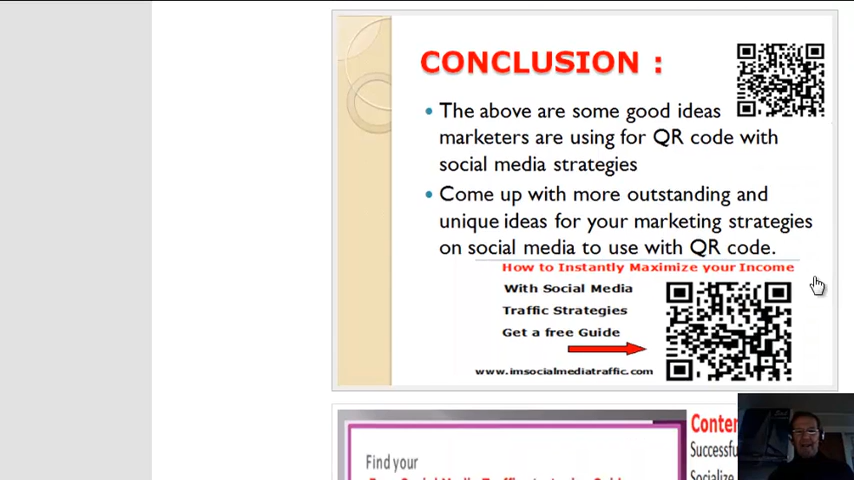 CONCLUSION :
The above are some good ideas
marketers are using for QR code with
social media strategies
Come up with more outstanding and
unique ideas for your marketing strategies
on social media to use with QR code.
How to Instantly Maximize your Income
With Social Media
Traffic Strategies
Get a free Guide
www.imsocialmediatraffic.com
Find your
Successfu
Socialize